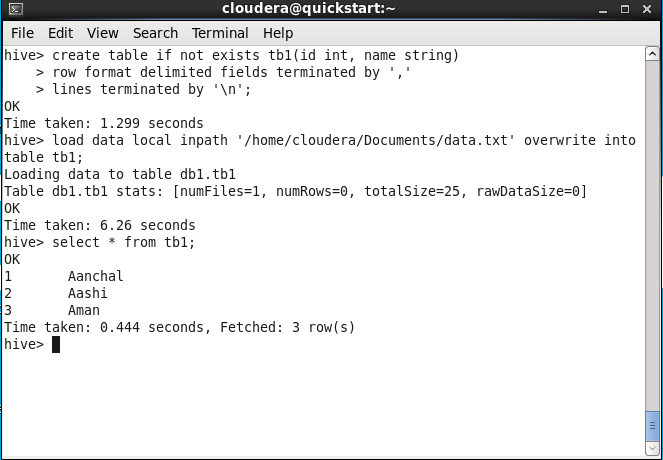 cloudera@quickstart:~
File Edit View Search Terminal Help
hive> create table if not exists tb1(id int, name string)
    > row format delimited fields terminated by ','
    > lines terminated by '\n';
OK
Time taken: 1.299 seconds
hive> load data local inpath '/home/cloudera/Documents/data.txt' overwrite into
table tb1;
Loading data to table db1.tb1
Table db1.tb1 stats: [numFiles=1, numRows=0, totalSize=25, rawDataSize=0]
OK
Time taken: 6.26 seconds
hive> select * from tb1;
OK
1       Aanchal
2       Aashi
3       Aman
Time taken: 0.444 seconds, Fetched: 3 row(s)
hive>